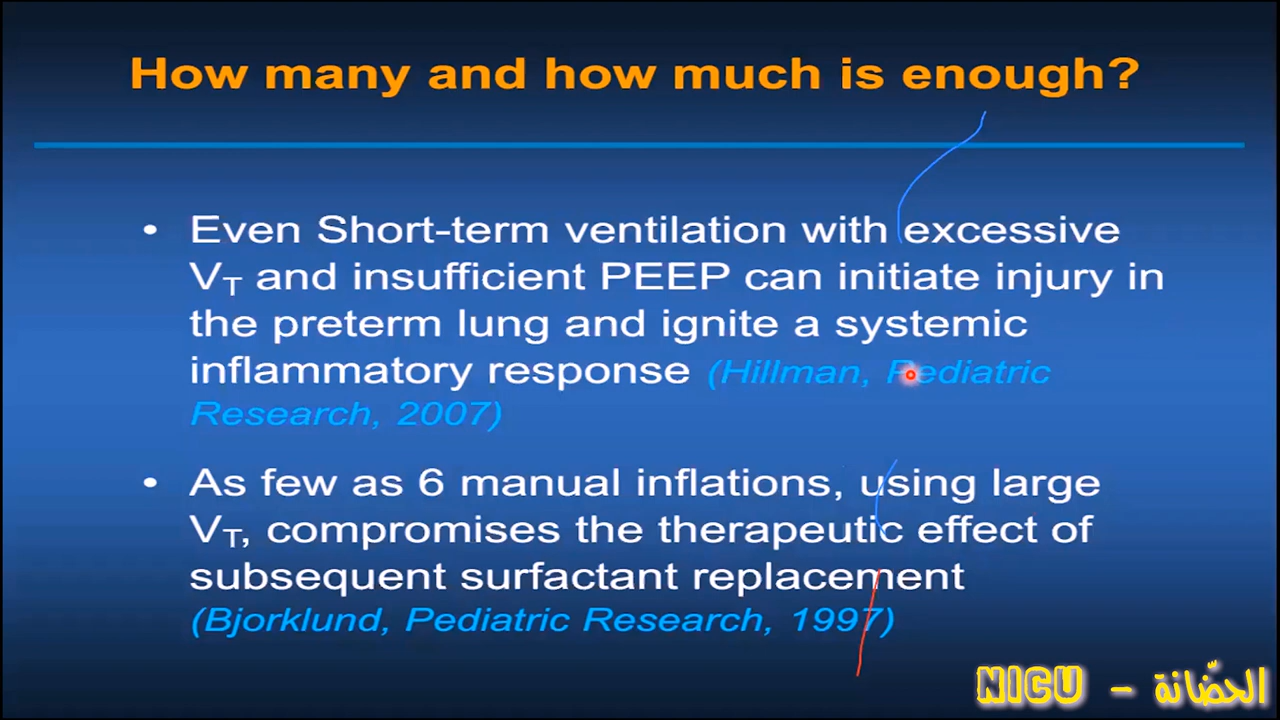 How many and how much is enough?
• Even Short-term ventilation with excessive
VT and insufficient PEEP can initiate injury in
the preterm lung and ignite a systemic
inflammatory response (Hillman, Pediatric
Research, 2007)
• As few as 6 manual inflations, using large
VT, compromises the therapeutic effect of
subsequent surfactant replacement
(Bjorklund, Pediatric Research, 1997)
NICU - الحضّانة